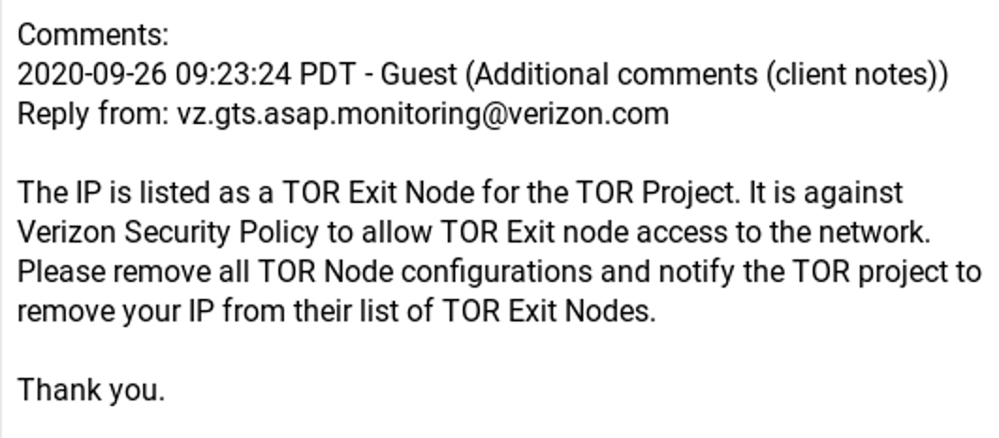 Comments:
2020-09-26 09:23:24 PDT - Guest (Additional comments (client notes))
Reply from: vz.gts.asap.monitoring@verizon.com
The IP is listed as a TOR Exit Node for the TOR Project. It is against
Verizon Security Policy to allow TOR Exit node access to the network.
Please remove all TOR Node configurations and notify the TOR project to
remove your IP from their list of TOR Exit Nodes.
Thank you.